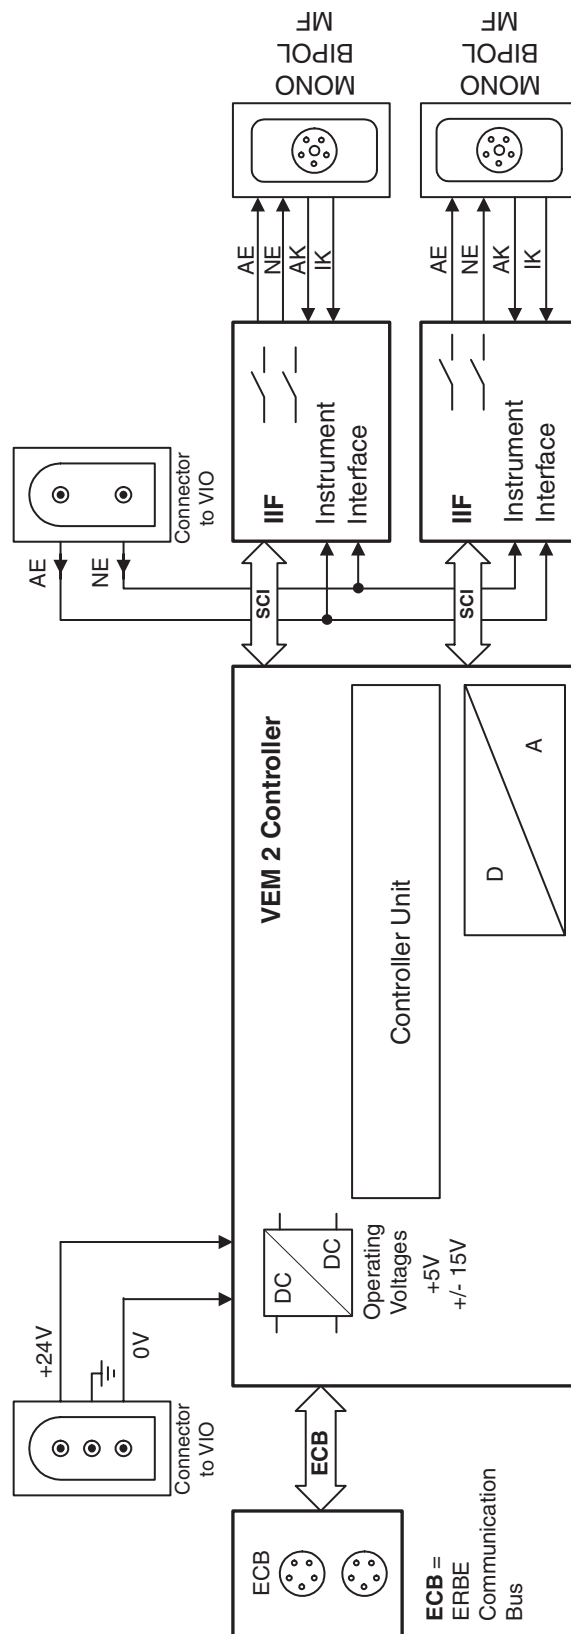 Connector
to VIO
+24V
0V
Connector
to VIO
AE
NE
ECB
ECB
ECB =
ERBE
Communication
Bus
VEM 2 Controller
DC
DC
Operating
Voltages
+5V
+/- 15V
Controller Unit
D
A
SCI
SCI
IIF
Instrument
Interface
AE
NE
AK
IK
MONO
BIPOL
MF
IIF
Instrument
Interface
AE
NE
AK
IK
MONO
BIPOL
MF